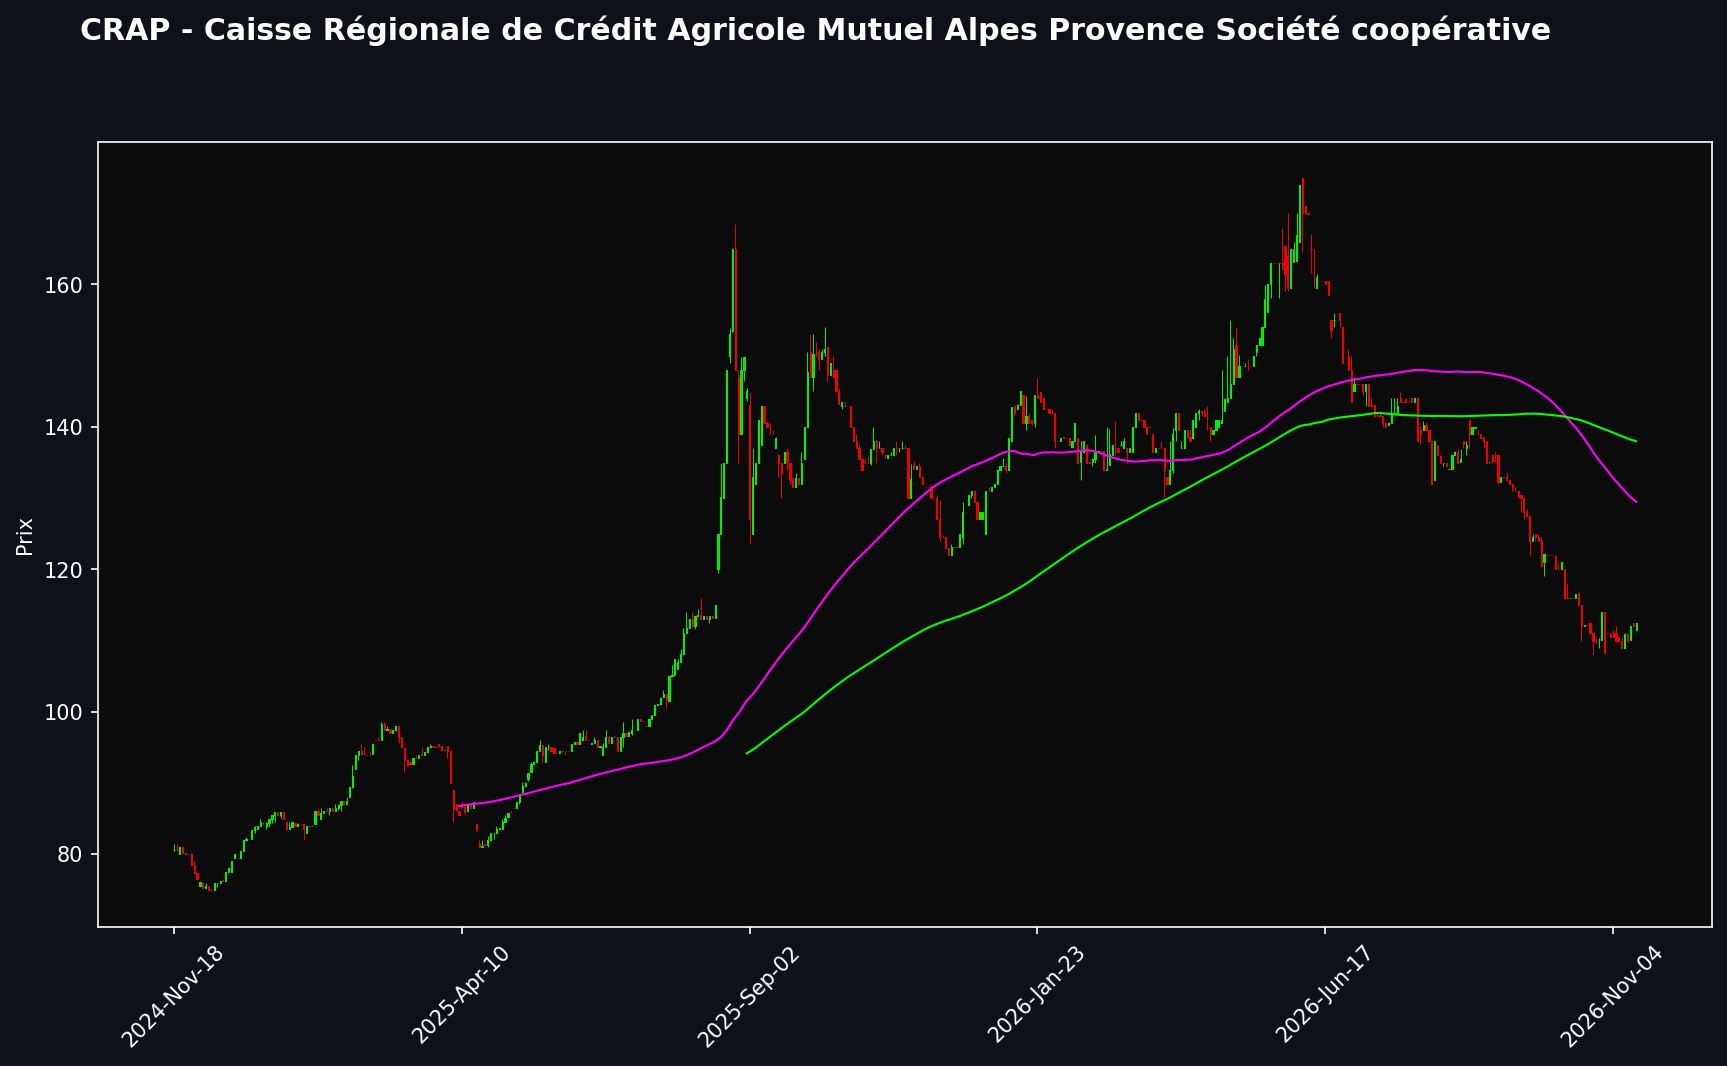 CRAP - Caisse Régionale de Crédit Agricole Mutuel Alpes Provence Société coopérative
160
140
120
100
80
Prix
2024-Nov-18
2025-Apr-10
2025-Sep-02
2026-Jan-23
2026-Jun-17
2026-Nov-04